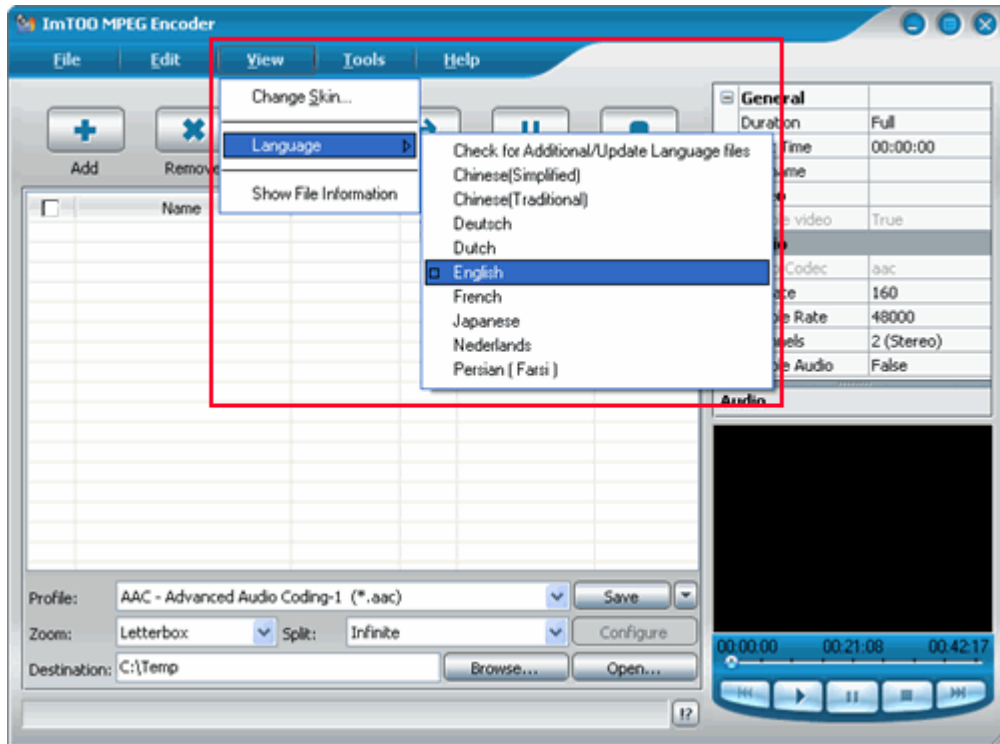 ImTOO MPEG Encoder
File Edit View Tools Help
Change Skin...
Language
Show File Information
Check for Additional/Update Language files
Chinese(Simplified)
Chinese(Traditional)
Deutsch
Dutch
English
French
Japanese
Nederlands
Persian ( Farsi )
Add
Name
General
Duration Full
Time 00:00:00
video True
Codec aac
160
Rate 48000
2 (Stereo)
Audio False
Audio
Profile: AAC - Advanced Audio Coding-1 (*.aac) Save
Zoom: Letterbox Split: Infinite Configure
Destination: C:\Temp Browse... Open...
!?
00:00:00 00:21:08 00:42:17